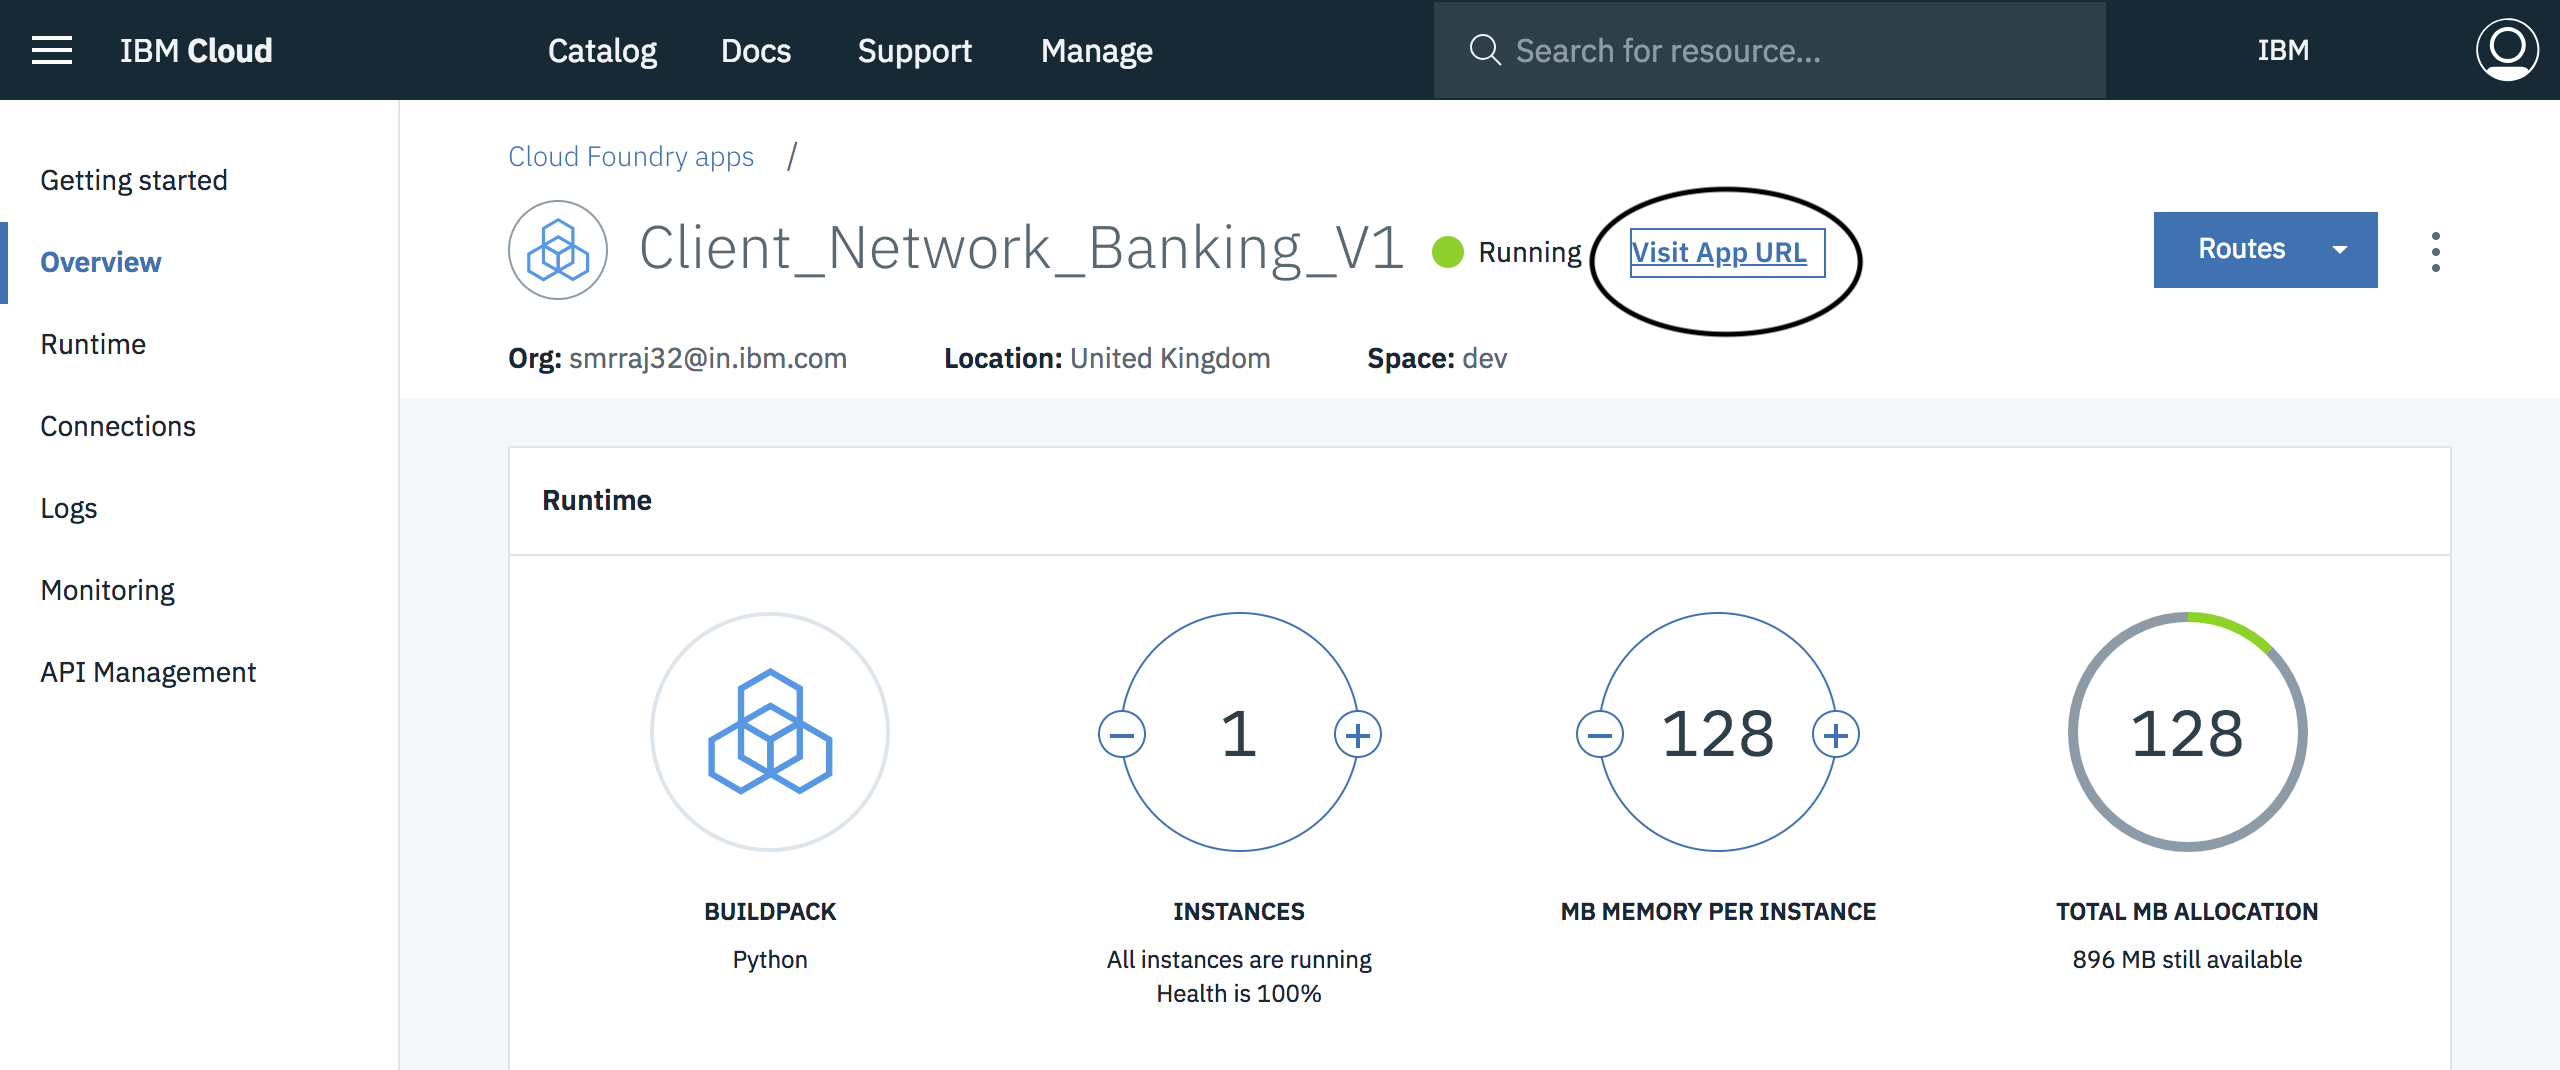 IBM Cloud Catalog Docs Support Manage Search for resource... IBM
Getting started
Overview
Runtime
Connections
Logs
Monitoring
API Management
Cloud Foundry apps /
Client_Network_Banking_V1 Running Visit App URL Routes
Org: smrraj32@in.ibm.com Location: United Kingdom Space: dev
Runtime
1 128 128
BUILDPACK INSTANCES MB MEMORY PER INSTANCE TOTAL MB ALLOCATION
Python All instances are running 896 MB still available
Health is 100%